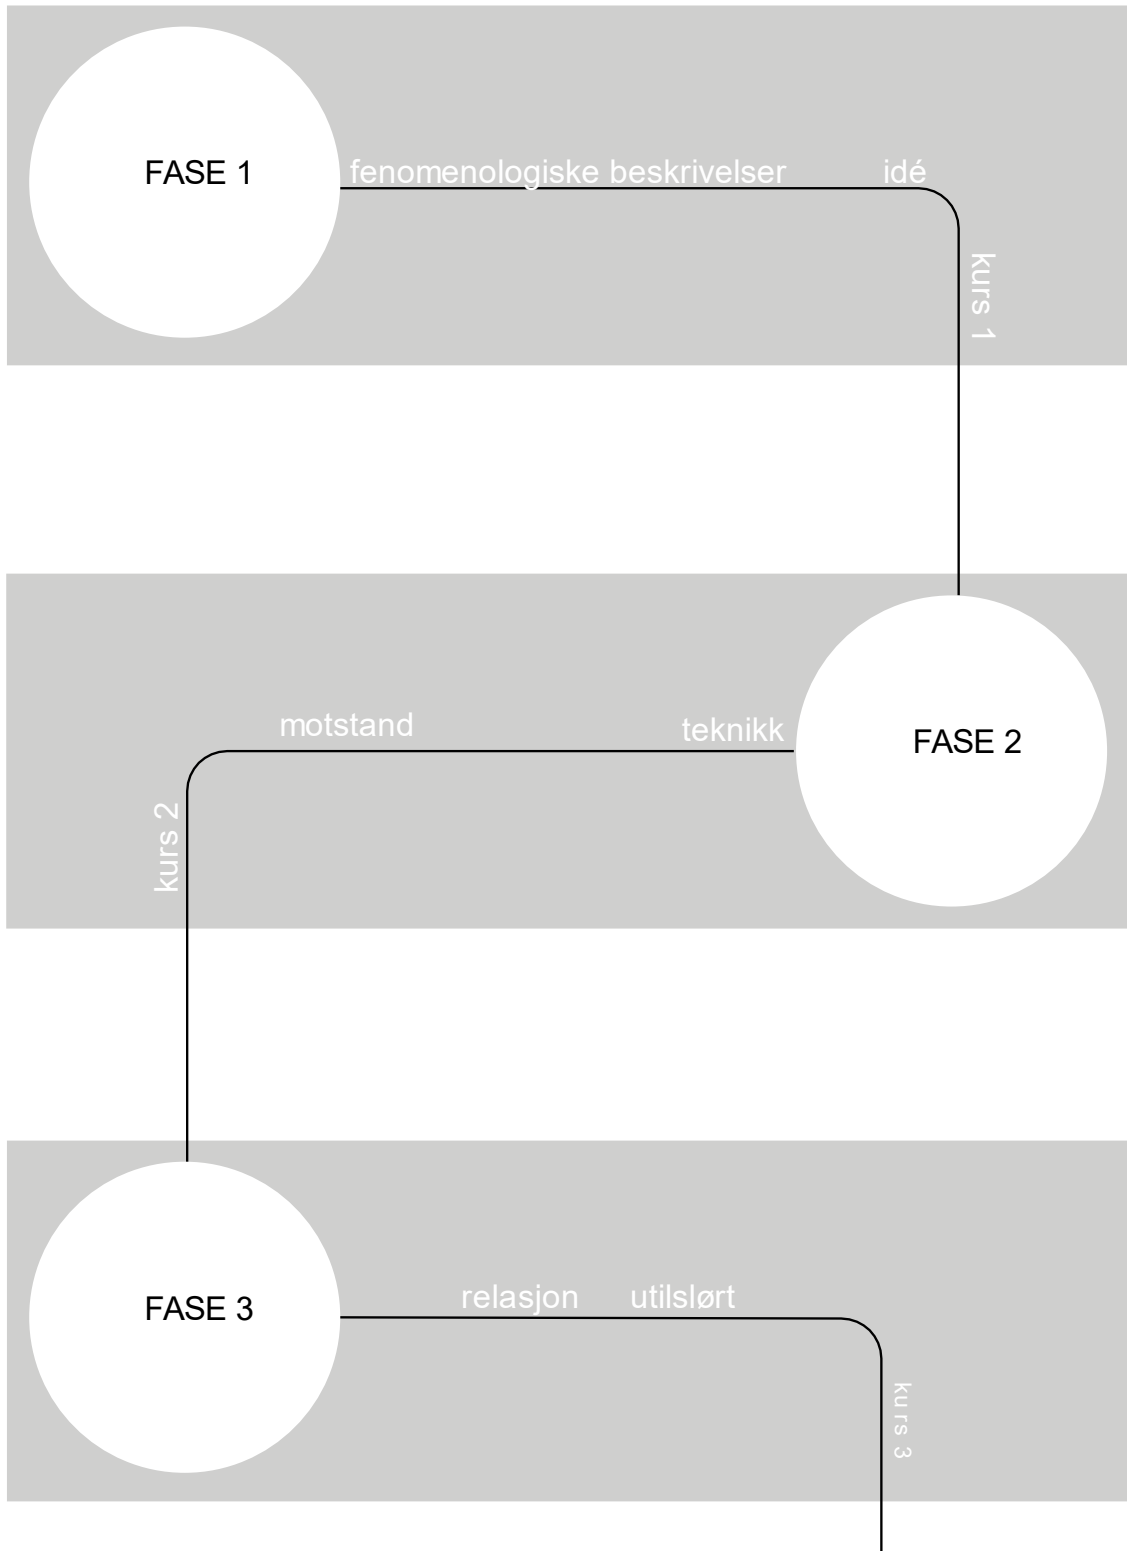 FASE 1
fenomenologiske beskrivelser idé
kurs 1
motstand teknikk
FASE 2
kurs 2
FASE 3
relasjon utilslørt
kurs 3